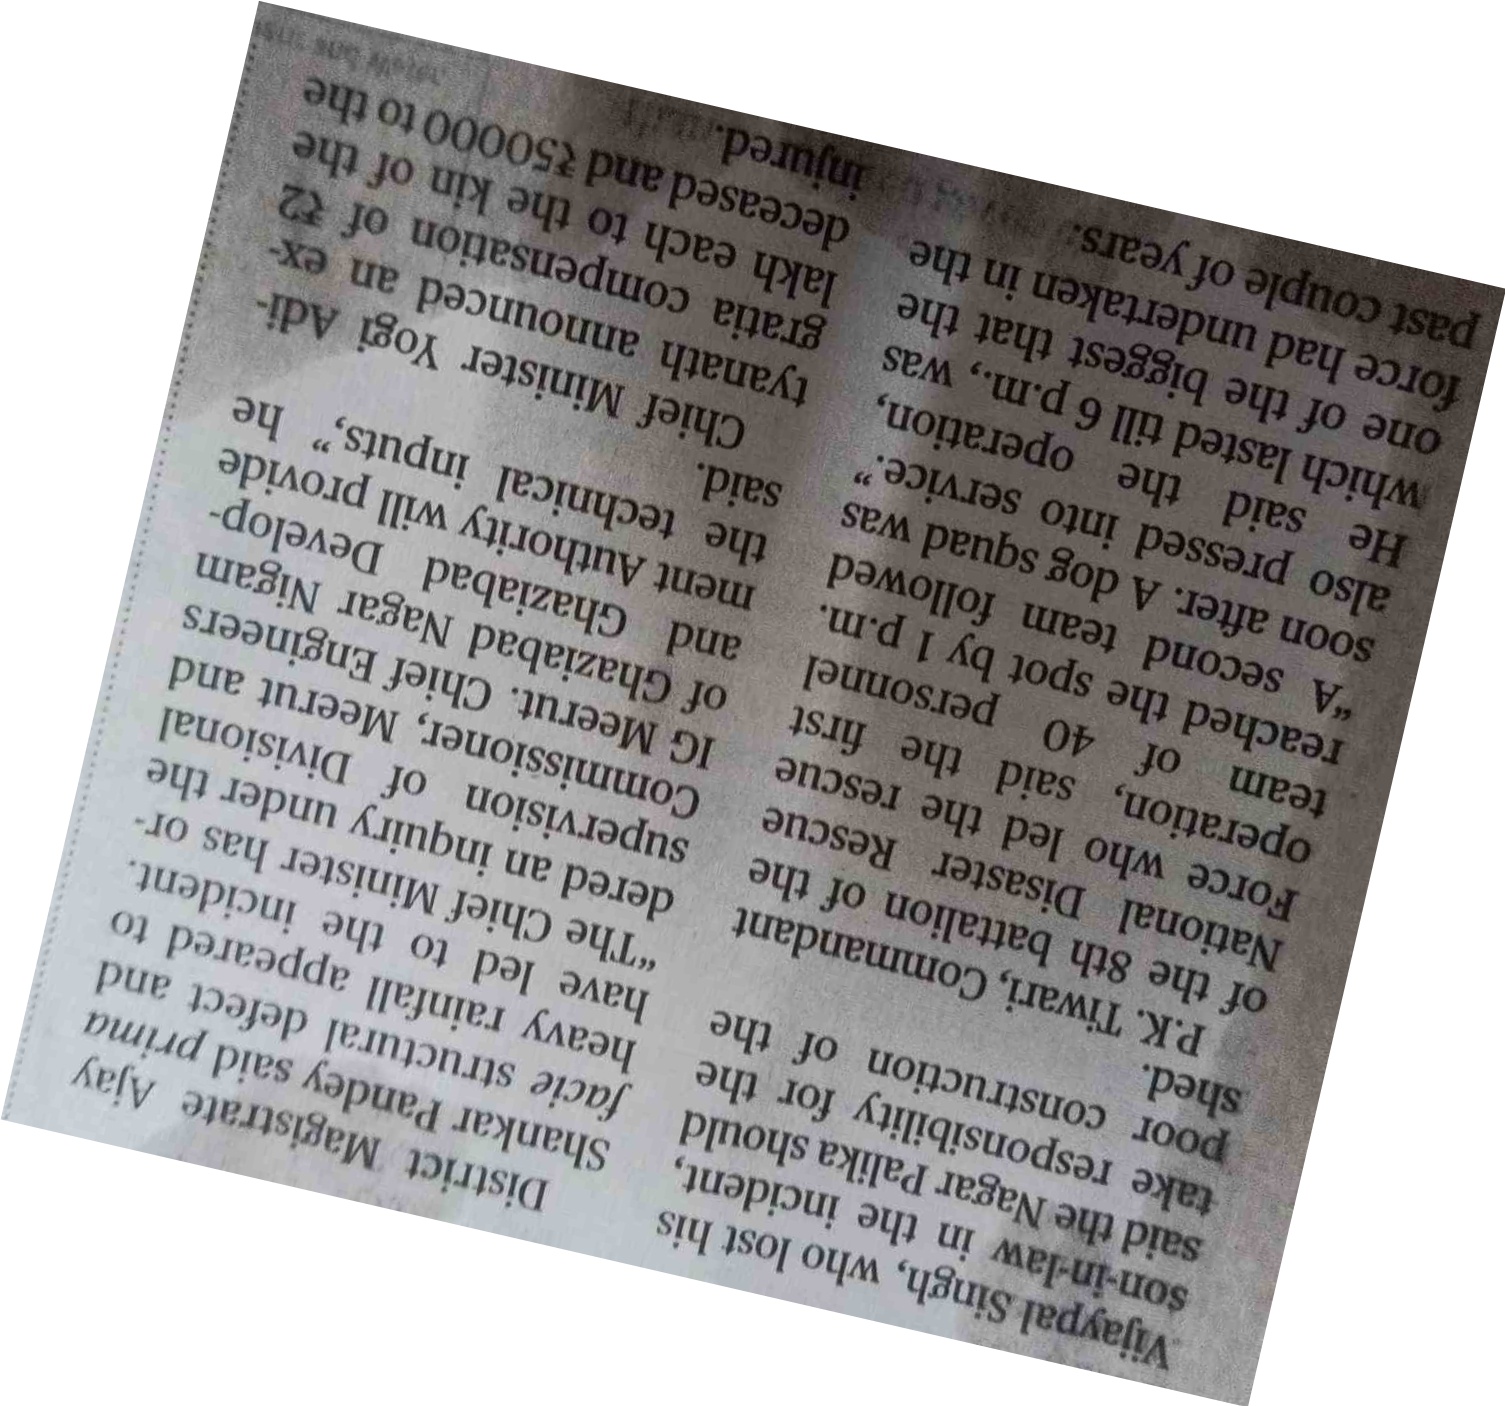 Vijaypal Singh, who lost his
son-in-law in the incident,
said the Nagar Palika should
take responsibility for the
poor construction of the
shed.
P.K. Tiwari, Commandant
of the 8th battalion of the
National Disaster Rescue
Force who led the rescue
operation, said the first
team of 40 personnel
reached the spot by 1 p.m.
“A second team followed
soon after. A dog squad was
also pressed into service.”
He said the operation,
which lasted till 6 p.m., was
one of the biggest that the
force had undertaken in the
past couple of years.
District Magistrate Ajay
Shankar Pandey said prima
facie structural defect and
heavy rainfall appeared to
have led to the incident.
“The Chief Minister has or-
dered an inquiry under the
supervision of Divisional
Commissioner, Meerut and
IG Meerut. Chief Engineers
of Ghaziabad Nagar Nigam
and Ghaziabad Develop-
ment Authority will provide
the technical inputs,” he
said.
Chief Minister Yogi Adi-
tyanath announced an ex-
gratia compensation of ₹2
lakh each to the kin of the
deceased and ₹50000 to the
injured.